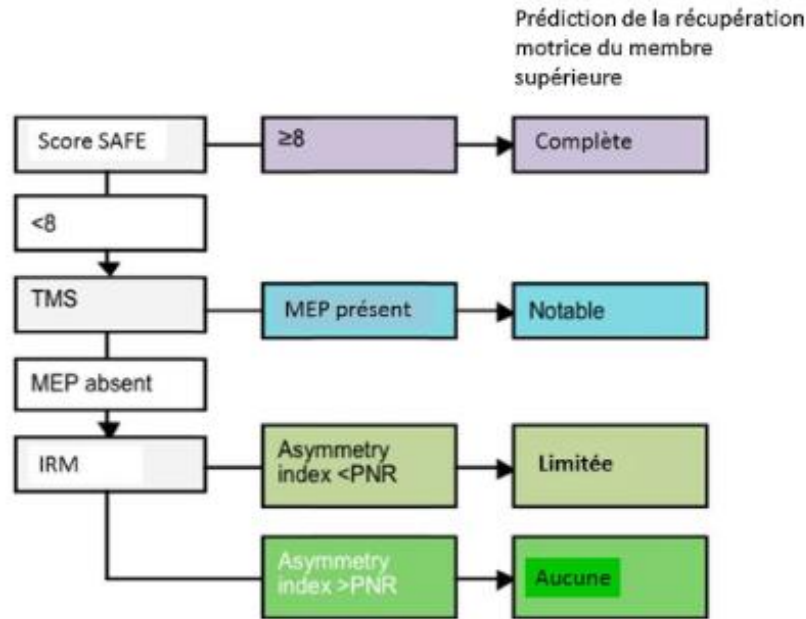 Prédiction de la récupération
motrice du membre
supérieure
Score SAFE
≥8
Complète
<8
TMS
MEP présent
Notable
MEP absent
IRM
Asymmetry
index <PNR
Limitée
Asymmetry
index >PNR
Aucune